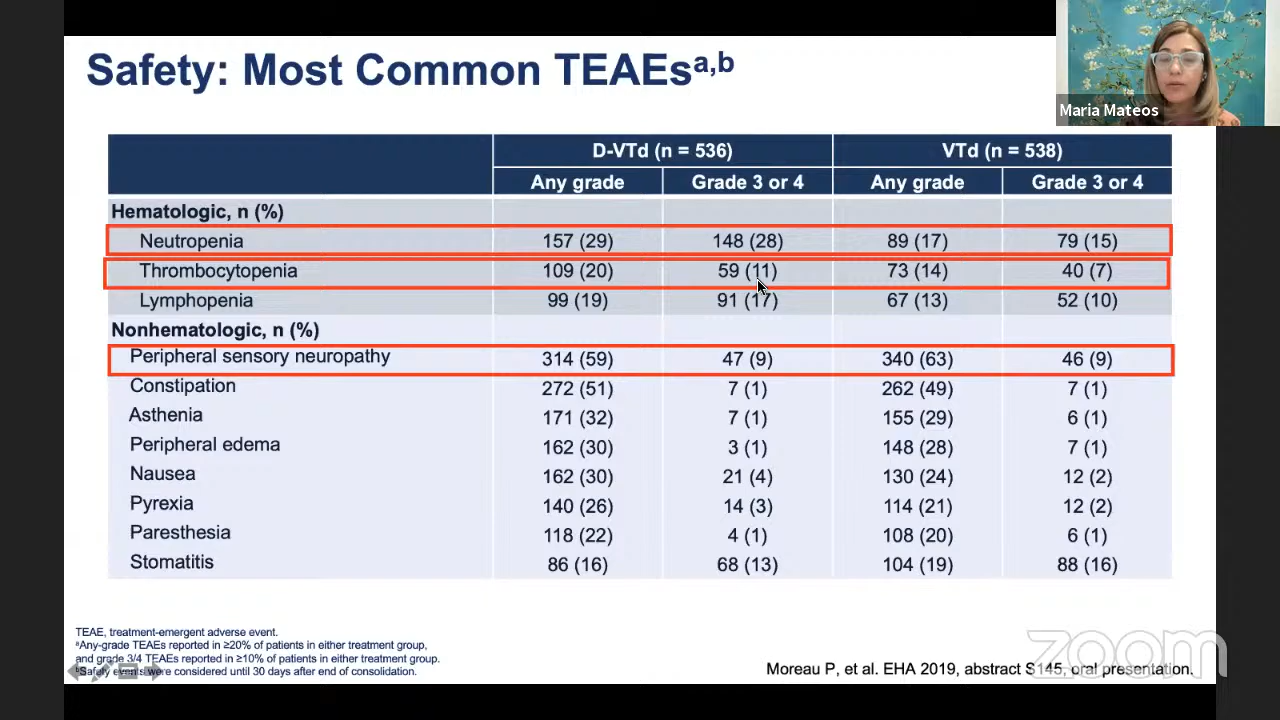 Safety: Most Common TEAEsa,b
Maria Mateos
D-VTd (n = 536) VTd (n = 538)
Any grade Grade 3 or 4 Any grade Grade 3 or 4
Hematologic, n (%)
Neutropenia 157 (29) 148 (28) 89 (17) 79 (15)
Thrombocytopenia 109 (20) 59 (11) 73 (14) 40 (7)
Lymphopenia 99 (19) 91 (17) 67 (13) 52 (10)
Nonhematologic, n (%)
Peripheral sensory neuropathy 314 (59) 47 (9) 340 (63) 46 (9)
Constipation 272 (51) 7 (1) 262 (49) 7 (1)
Asthenia 171 (32) 7 (1) 155 (29) 6 (1)
Peripheral edema 162 (30) 3 (1) 148 (28) 7 (1)
Nausea 162 (30) 21 (4) 130 (24) 12 (2)
Pyrexia 140 (26) 14 (3) 114 (21) 12 (2)
Paresthesia 118 (22) 4 (1) 108 (20) 6 (1)
Stomatitis 86 (16) 68 (13) 104 (19) 88 (16)
TEAE, treatment-emergent adverse event.
aAny-grade TEAEs reported in ≥20% of patients in either treatment group,
and grade 3/4 TEAEs reported in ≥10% of patients in either treatment group.
bSafety events were considered until 30 days after end of consolidation.
Moreau P, et al. EHA 2019, abstract S145, oral presentation.
zoom